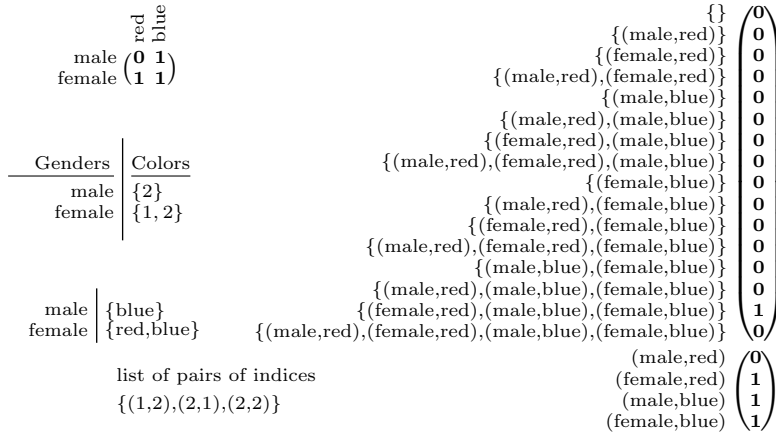 red blue
male 0 1
female 1 1
Genders Colors
male {2}
female {1, 2}
male {blue}
female {red,blue}
list of pairs of indices
{(1,2),(2,1),(2,2)}
{} 0
{(male,red)} 0
{(female,red)} 0
{(male,red),(female,red)} 0
{(male,blue)} 0
{(male,red),(male,blue)} 0
{(female,red),(male,blue)} 0
{(male,red),(female,red),(male,blue)} 0
{(female,blue)} 0
{(male,red),(female,blue)} 0
{(female,red),(female,blue)} 0
{(male,red),(female,red),(female,blue)} 0
{(male,blue),(female,blue)} 0
{(male,red),(male,blue),(female,blue)} 0
{(female,red),(male,blue),(female,blue)} 1
{(male,red),(female,red),(male,blue),(female,blue)} 0
(male,red) 0
(female,red) 1
(male,blue) 1
(female,blue) 1